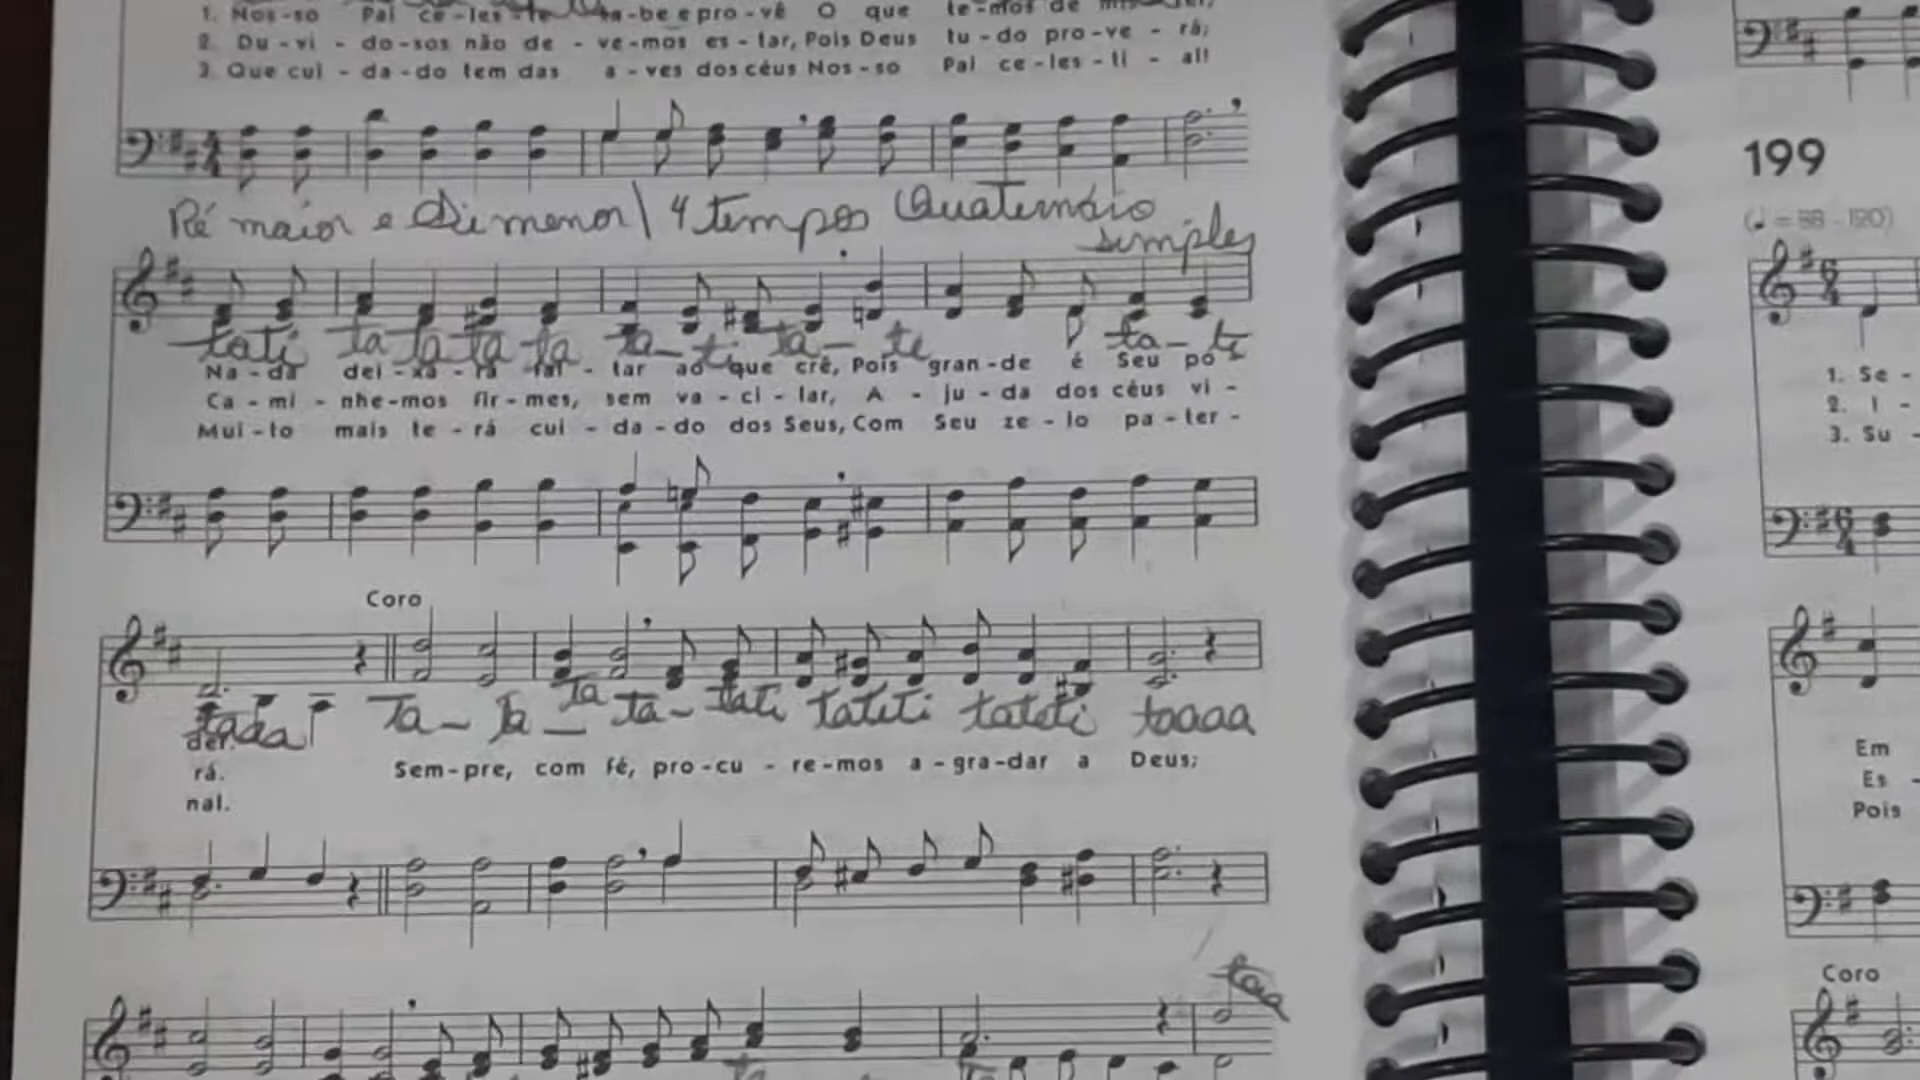 1. Nos-so Pai ce-les-te sa-be e pro-vê O que te-mos de
2. Du-vi-do-sos não de-ve-mos es-tar, Pois Deus tu-do pro-ve-rá;
3. Que cui-da-do tem das a-ves dos céus Nos-so Pai ce-les-ti-al!
Ré maior e Si menor | 4 tempos Quaternário
simples
tati ta ta ta ta ta-ti ta-te ta-ti
Na-da dei-xa-rá fal-tar ao que crê, Pois gran-de é Seu po
Ca-mi-nhe-mos fir-mes, sem va-ci-lar, A-ju-da dos céus vi-
Mui-to mais te-rá cui-da-do dos Seus, Com Seu ze-lo pa-ter-
Coro
taaa Ta- Ta- Ta Ta- tati tateti tateti taaaa
der.
rá. Sem-pre, com fé, pro-cu-re-mos a-gra-dar a Deus;
nal.
199
1. Se-
2. I-
3. Su
Em
Es-
Pois
Coro